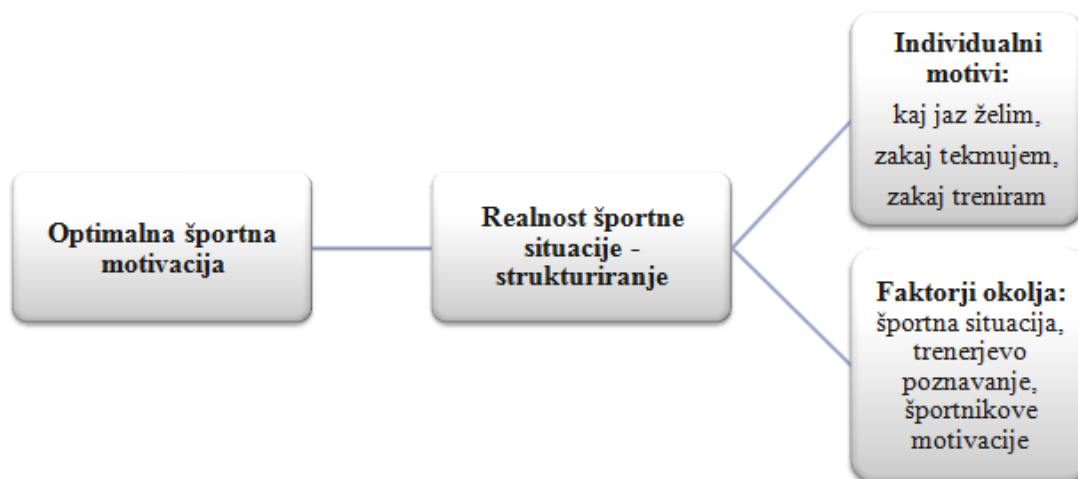 Optimalna športna
motivacija
Realnost športne
situacije -
strukturiranje
Individualni
motivi:
kaj jaz želim,
zakaj tekmujem,
zakaj treniram
Faktorji okolja:
športna situacija,
trenerjevo
poznavanje,
športnikove
motivacije